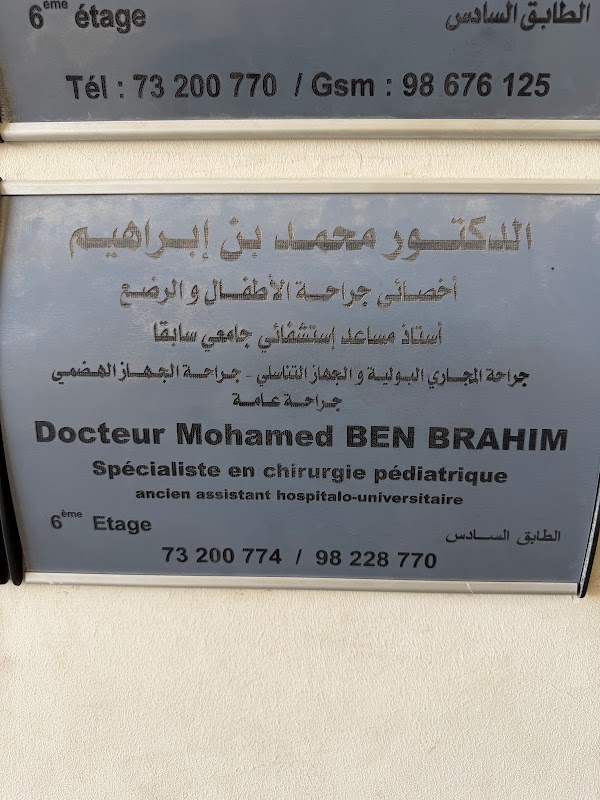 6ème étage الطابق السادس
Tél : 73 200 770 / Gsm : 98 676 125
الدكتور محمد بن إبراهيم
أخصائي جراحة الأطفال و الرضع
أستاذ مساعد إستشفائي جامعي سابقا
جراحة المجاري البولية و الجهاز التناسلي - جراحة الجهاز الهضمي
جراحة عامة
Docteur Mohamed BEN BRAHIM
Spécialiste en chirurgie pédiatrique
ancien assistant hospitalo-universitaire
6ème Etage الطابق السادس
73 200 774 / 98 228 770